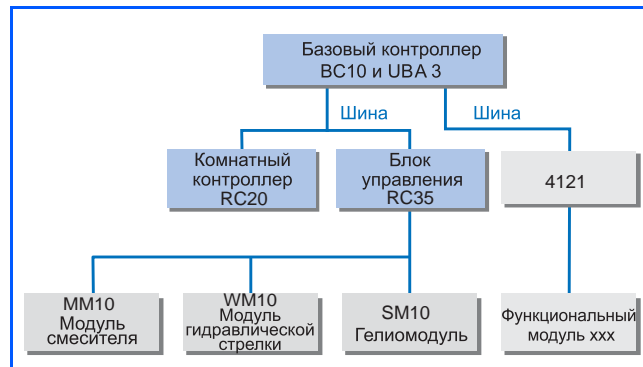 Базовый контроллер
BC10 и UBA 3
Шина
Шина
Комнатный
контроллер
RC20
Блок
управления
RC35
4121
MM10
Модуль
смесителя
WM10
Модуль
гидравлической
стрелки
SM10
Гелиомодуль
Функциональный
модуль xxx